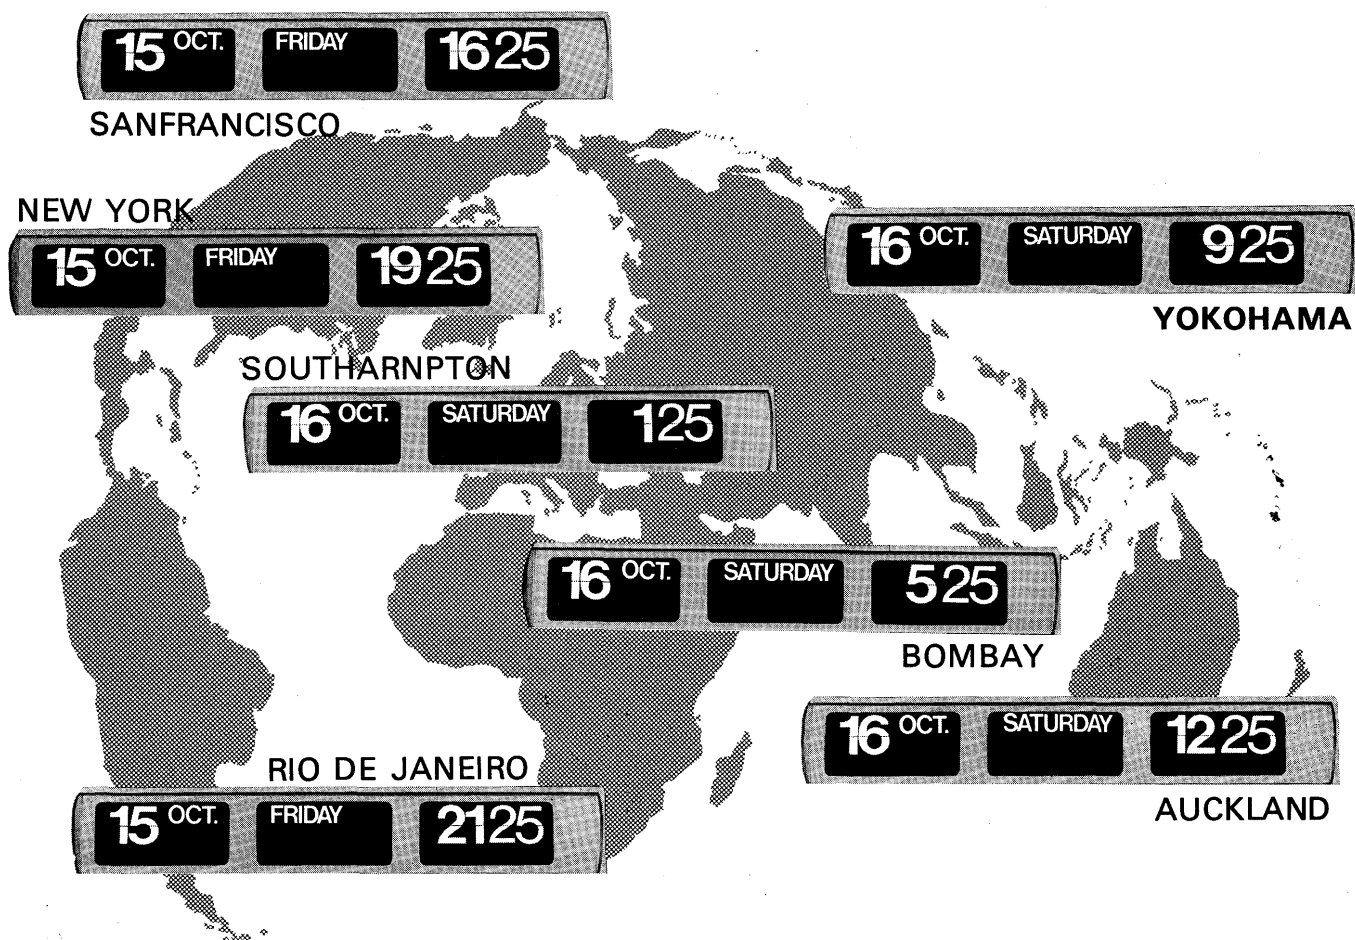 15 OCT. FRIDAY 1625
SANFRANCISCO
NEW YORK
15 OCT. FRIDAY 1925
16 OCT. SATURDAY 925
YOKOHAMA
SOUTHARNPTON
16 OCT. SATURDAY 125
16 OCT. SATURDAY 525
BOMBAY
16 OCT. SATURDAY 1225
AUCKLAND
RIO DE JANEIRO
15 OCT. FRIDAY 2125